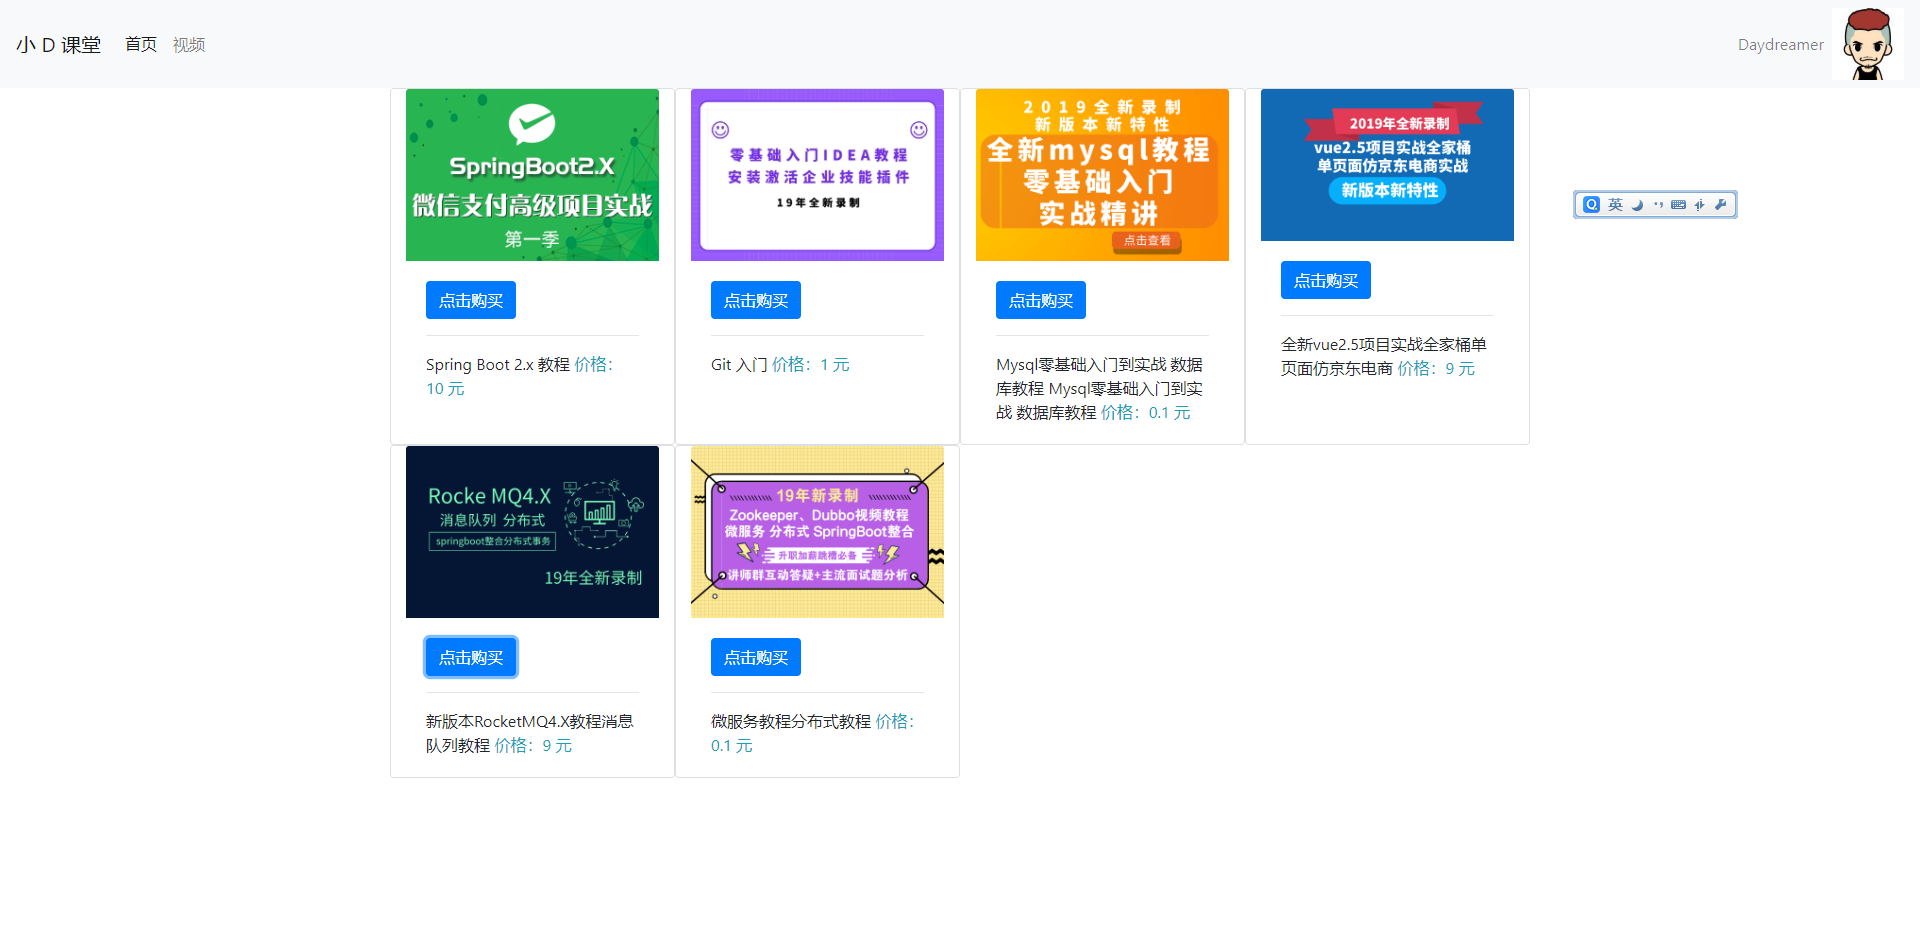 小 D 课堂 首页 视频 Daydreamer
SpringBoot2.X
微信支付高级项目实战
第一季
点击购买
Spring Boot 2.x 教程 价格：
10 元
零基础入门IDEA教程
安装激活企业技能插件
19年全新录制
点击购买
Git 入门 价格：1 元
2019全新录制
新版本新特性
全新mysql教程
零基础入门
实战精讲
点击查看
点击购买
Mysql零基础入门到实战 数据
库教程 Mysql零基础入门到实
战 数据库教程 价格：0.1 元
2019年全新录制
vue2.5项目实战全家桶
单页面仿京东电商实战
新版本新特性
点击购买
全新vue2.5项目实战全家桶单
页面仿京东电商 价格：9 元
英
Rocke MQ4.X
消息队列 分布式
springboot整合分布式事务
19年全新录制
点击购买
新版本RocketMQ4.X教程消息
队列教程 价格：9 元
19年新录制
Zookeeper、Dubbo视频教程
微服务 分布式 SpringBoot整合
升职加薪跳槽必备
讲师群互动答疑+主流面试题分析
点击购买
微服务教程分布式教程 价格：
0.1 元